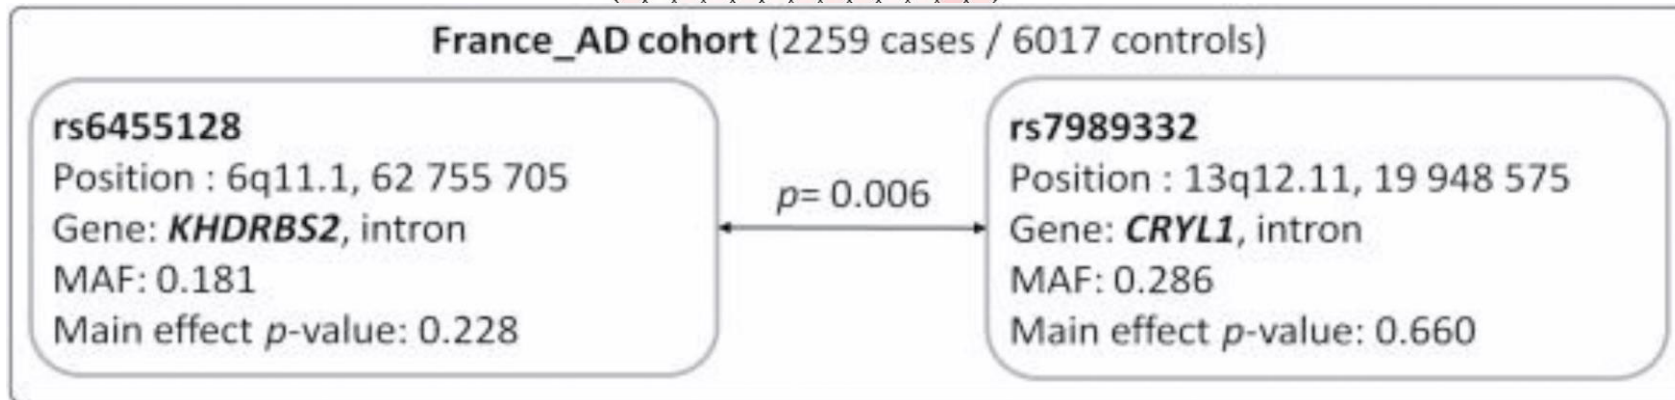 France_AD cohort (2259 cases / 6017 controls)
rs6455128
Position : 6q11.1, 62 755 705
Gene: KHDRBS2, intron
MAF: 0.181
Main effect p-value: 0.228
p= 0.006
rs7989332
Position : 13q12.11, 19 948 575
Gene: CRYL1, intron
MAF: 0.286
Main effect p-value: 0.660